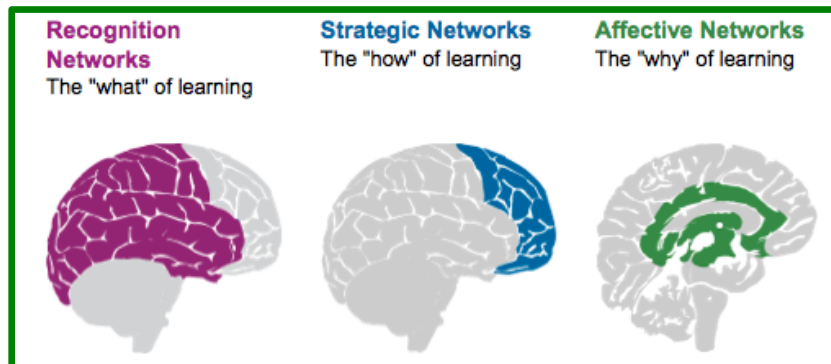 Recognition
Networks
The "what" of learning
Strategic Networks
The "how" of learning
Affective Networks
The "why" of learning